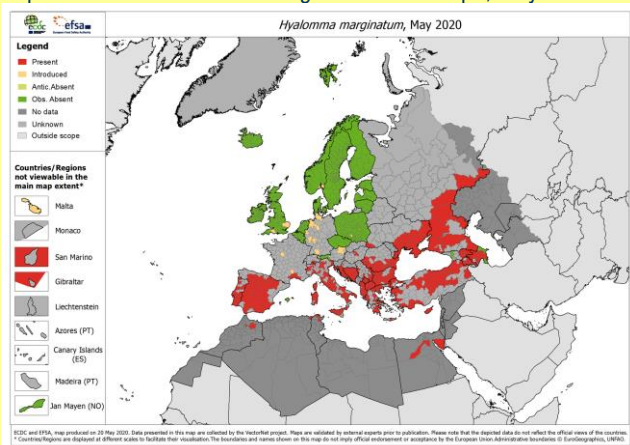 ecdc
efsa
European Food Safety Authority
Hyalomma marginatum, May 2020
Legend
Present
Introduced
Antic. Absent
Obs. Absent
No data
Unknown
Outside scope
Countries/Regions
not viewable in the
main map extent*
Malta
Monaco
San Marino
Gibraltar
Liechtenstein
Azores (PT)
Canary Islands
(ES)
Madeira (PT)
Jan Mayen (NO)
ECDC and EFSA, map produced on 20 May 2020. Data presented in this map are collected by the VectorNet project. Maps are validated by external experts prior to publication. Please note that the depicted data do not reflect the official views of the countries.
* Countries/Regions are displayed at different scales to facilitate their visualisation. The boundaries and names shown on this map do not imply official endorsement or acceptance by the European Union. Administrative boundaries © EuroGeographics, UNFAO.